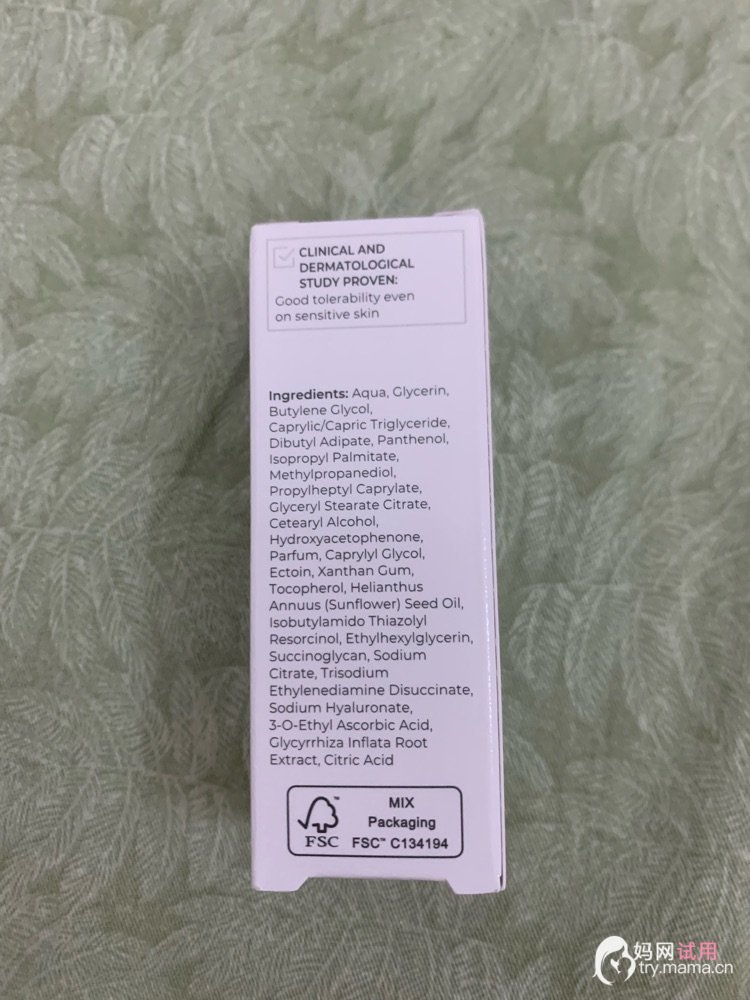 CLINICAL AND
DERMATOLOGICAL
STUDY PROVEN:
Good tolerability even
on sensitive skin
Ingredients: Aqua, Glycerin,
Butylene Glycol,
Caprylic/Capric Triglyceride,
Dibutyl Adipate, Panthenol,
Isopropyl Palmitate,
Methylpropanediol,
Propylheptyl Caprylate,
Glyceryl Stearate Citrate,
Cetearyl Alcohol,
Hydroxyacetophenone,
Parfum, Caprylyl Glycol,
Ectoin, Xanthan Gum,
Tocopherol, Helianthus
Annuus (Sunflower) Seed Oil,
Isobutylamido Thiazolyl
Resorcinol, Ethylhexylglycerin,
Succinoglycan, Sodium
Citrate, Trisodium
Ethylenediamine Disuccinate,
Sodium Hyaluronate,
3-O-Ethyl Ascorbic Acid,
Glycyrrhiza Inflata Root
Extract, Citric Acid
MIX
Packaging
FSC™ FSC™ C134194
妈网试用
try.mama.cn